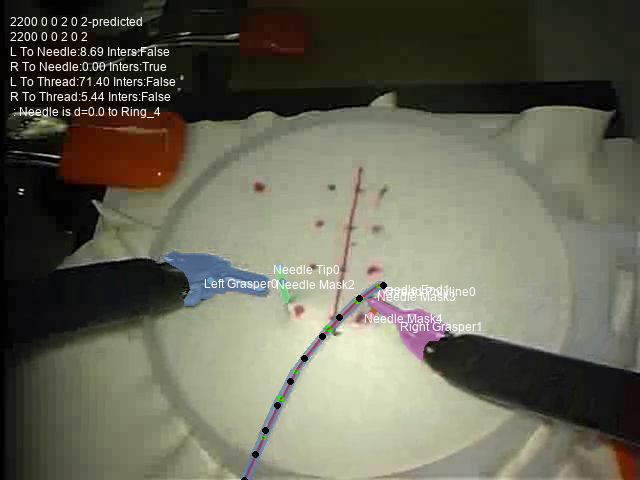 2200 0 0 2 0 2-predicted
2200 0 0 2 0 2
L To Needle:8.69 Inters:False
R To Needle:0.00 Inters:True
L To Thread:71.40 Inters:False
R To Thread:5.44 Inters:False
: Needle is d=0.0 to Ring_4
Needle Tip0
Left Grasper0
Needle Mask2
Needle Mask3
Needle Mask4
Right Grasper1